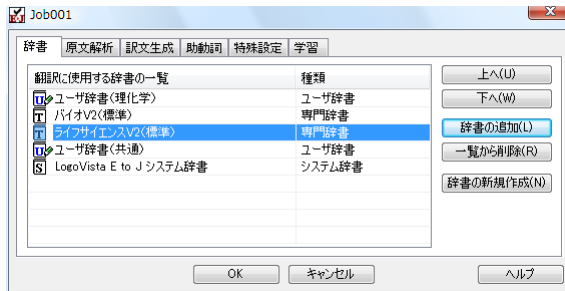 Job001
辞書 原文解析 訳文生成 助動詞 特殊設定 学習
翻訳に使用する辞書の一覧 種類
ユーザ辞書(理化学) ユーザ辞書
バイオV2(標準) 専門辞書
ライフサイエンスV2(標準) 専門辞書
ユーザ辞書(共通) ユーザ辞書
LogoVista E to J システム辞書 システム辞書
上へ(U)
下へ(W)
辞書の追加(L)
一覧から削除(R)
辞書の新規作成(N)
OK キャンセル ヘルプ